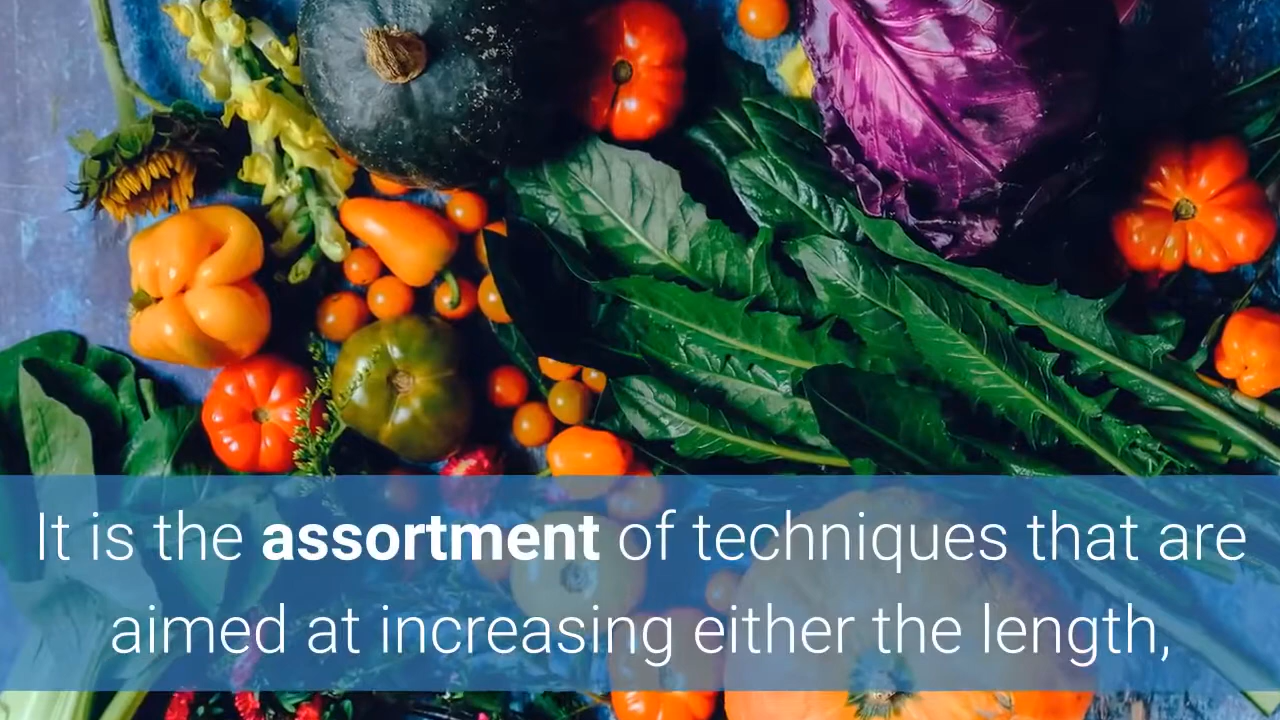 It is the assortment of techniques that are
aimed at increasing either the length,